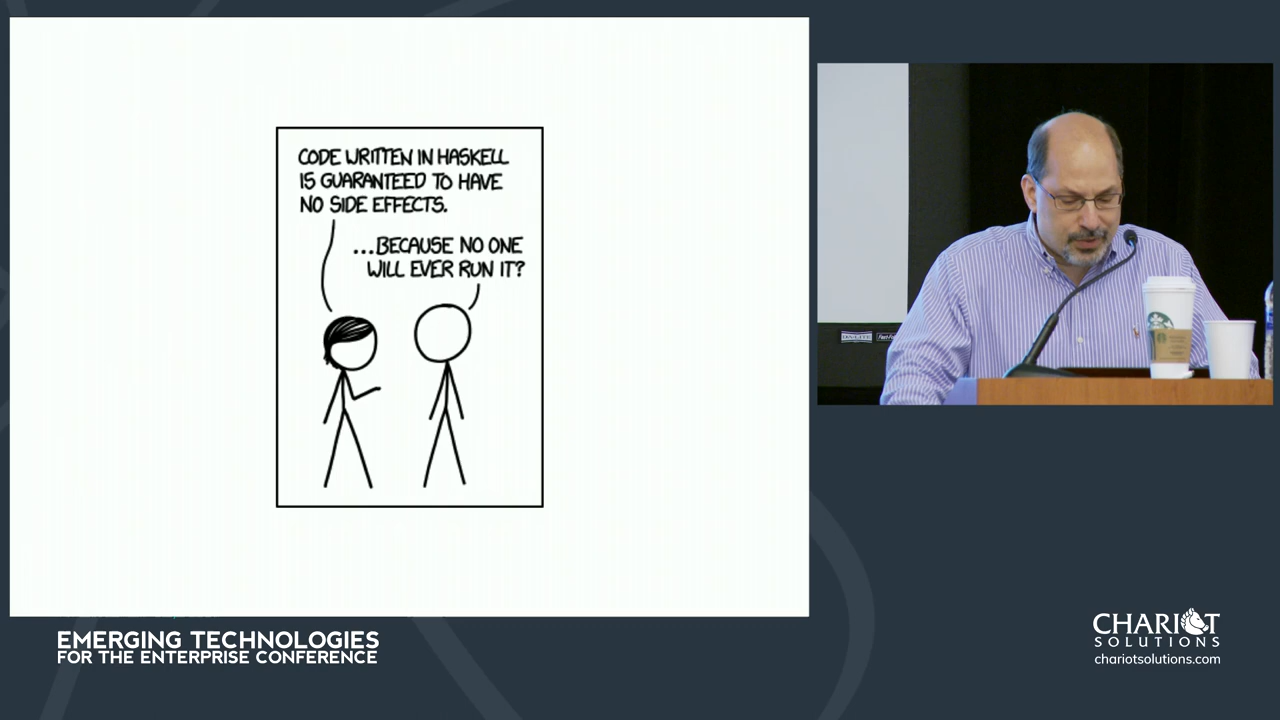 CODE WRITTEN IN HASKELL
IS GUARANTEED TO HAVE
NO SIDE EFFECTS.
...BECAUSE NO ONE
WILL EVER RUN IT?
EMERGING TECHNOLOGIES
FOR THE ENTERPRISE CONFERENCE
CHARIOT
SOLUTIONS
chariotsolutions.com